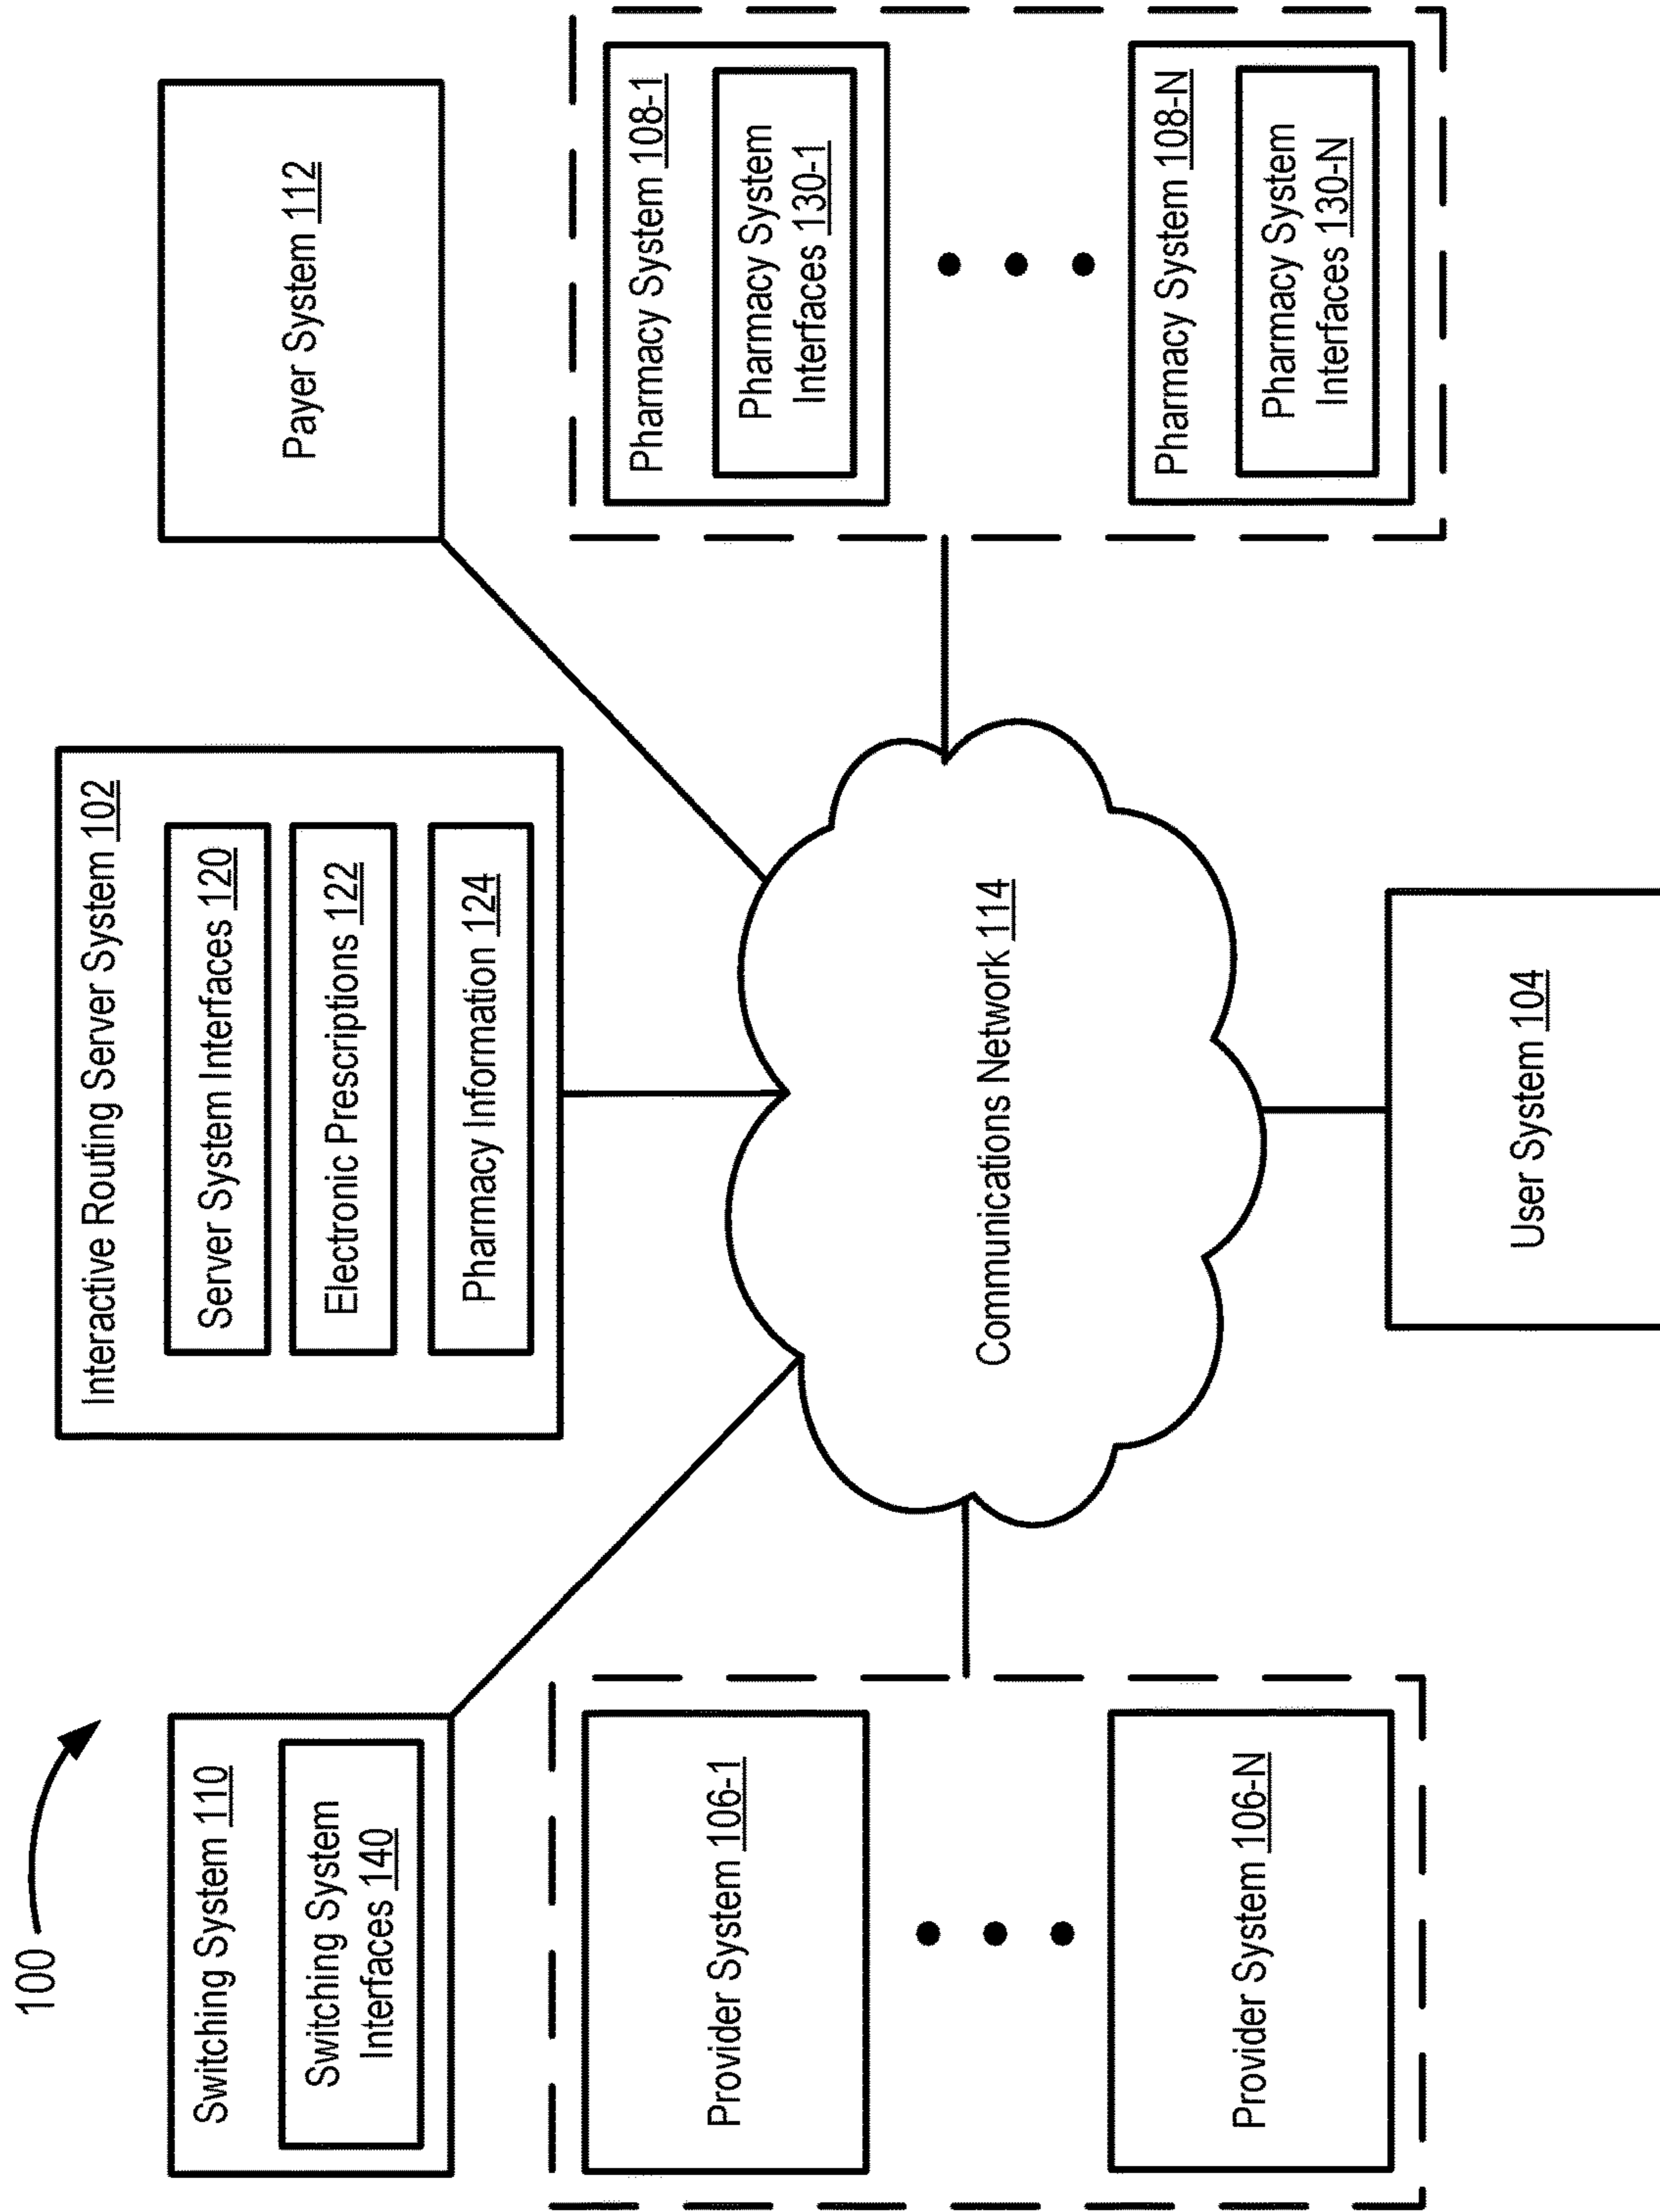 100
Switching System 110
Switching System
Interfaces 140
Interactive Routing Server System 102
Server System Interfaces 120
Electronic Prescriptions 122
Pharmacy Information 124
Payer System 112
Provider System 106-1
Provider System 106-N
Communications Network 114
Pharmacy System 108-1
Pharmacy System
Interfaces 130-1
Pharmacy System 108-N
Pharmacy System
Interfaces 130-N
User System 104